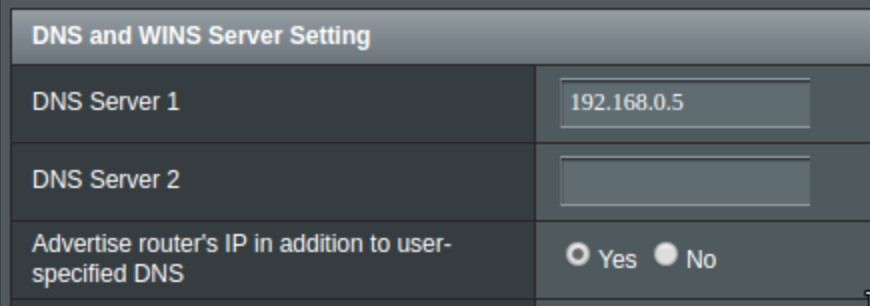 DNS and WINS Server Setting
DNS Server 1
192.168.0.5
DNS Server 2
Advertise router's IP in addition to user-
specified DNS
Yes No